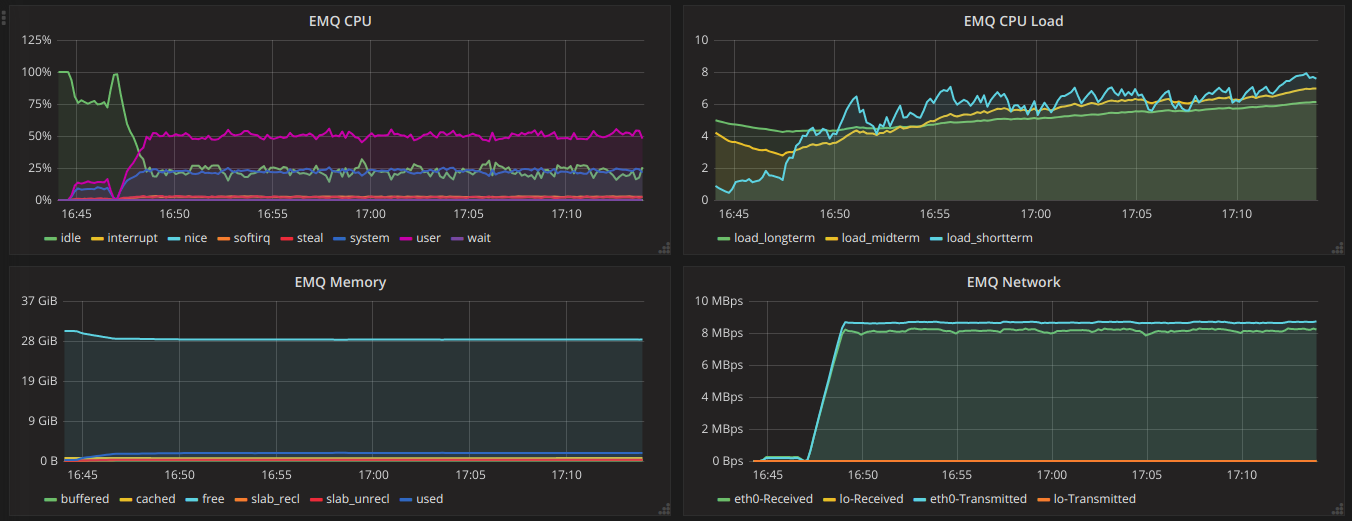 EMQ CPU
125%
100%
75%
50%
25%
0%
16:45 16:50 16:55 17:00 17:05 17:10
idle interrupt nice softirq steal system user wait
EMQ CPU Load
10
8
6
4
2
0
16:45 16:50 16:55 17:00 17:05 17:10
load_longterm load_midterm load_shortterm
EMQ Memory
37 GiB
28 GiB
19 GiB
9 GiB
0 B
16:45 16:50 16:55 17:00 17:05 17:10
buffered cached free slab_recl slab_unrecl used
EMQ Network
10 MBps
8 MBps
6 MBps
4 MBps
2 MBps
0 Bps
16:45 16:50 16:55 17:00 17:05 17:10
eth0-Received lo-Received eth0-Transmitted lo-Transmitted